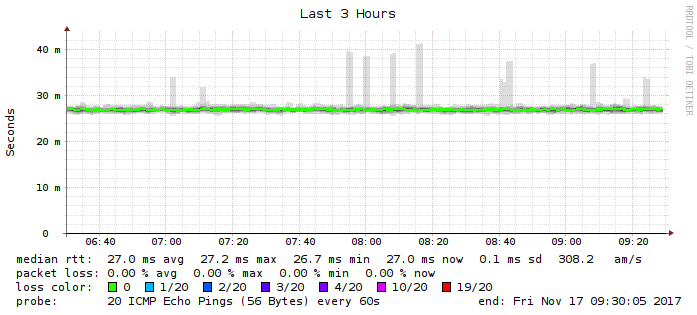 Last 3 Hours
RRDTOOL / TOBI OETIKER
Seconds
40 m
30 m
20 m
10 m
0
06:40 07:00 07:20 07:40 08:00 08:20 08:40 09:00 09:20
median rtt: 27.0 ms avg 27.2 ms max 26.7 ms min 27.0 ms now 0.1 ms sd 308.2 am/s
packet loss: 0.00 % avg 0.00 % max 0.00 % min 0.00 % now
loss color: 0 1/20 2/20 3/20 4/20 10/20 19/20
probe: 20 ICMP Echo Pings (56 Bytes) every 60s end: Fri Nov 17 09:30:05 2017